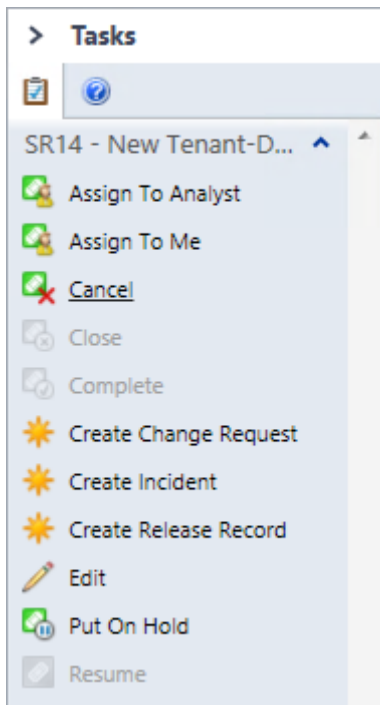 > Tasks
SR14 - New Tenant-D...
Assign To Analyst
Assign To Me
Cancel
Close
Complete
Create Change Request
Create Incident
Create Release Record
Edit
Put On Hold
Resume